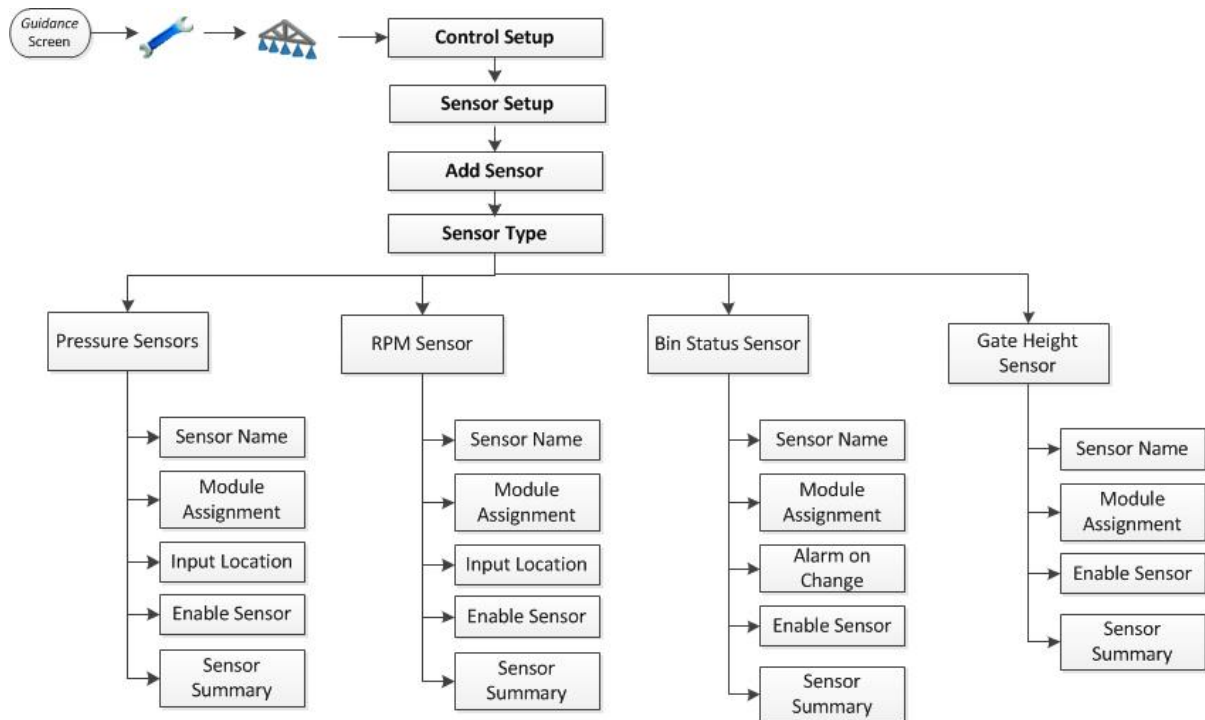 Guidance
Screen
Control Setup
Sensor Setup
Add Sensor
Sensor Type
Pressure Sensors
Sensor Name
Module
Assignment
Input Location
Enable Sensor
Sensor
Summary
RPM Sensor
Sensor Name
Module
Assignment
Input Location
Enable Sensor
Sensor
Summary
Bin Status Sensor
Sensor Name
Module
Assignment
Alarm on
Change
Enable Sensor
Sensor
Summary
Gate Height
Sensor
Sensor Name
Module
Assignment
Enable Sensor
Sensor
Summary